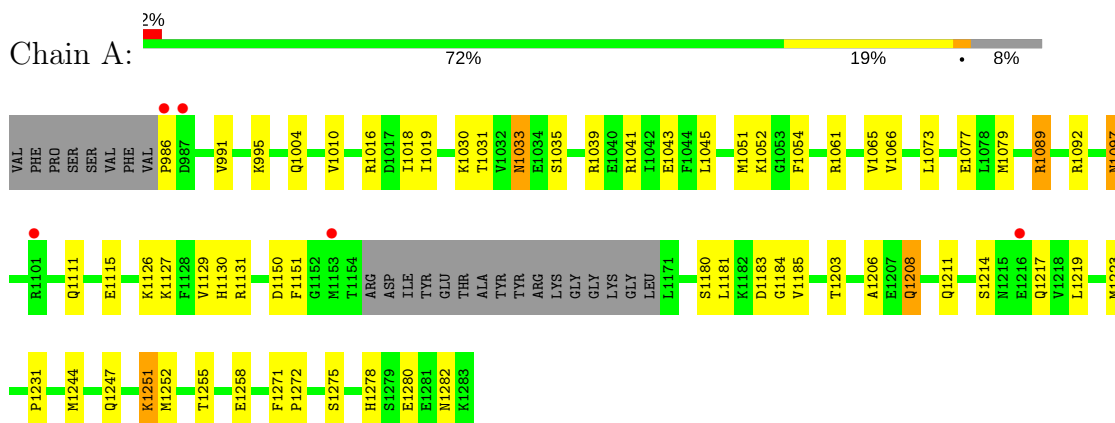 2%
Chain A:
72% 19% • 8%
VAL PHE PRO SER SER VAL PHE VAL P986 D987 V991 K995 Q1004 V1010 R1016 D1017 I1018 I1019 K1030 T1031 V1032 N1033 E1034 S1035 R1039 E1040 R1041 I1042 E1043 F1044 L1045 M1051 K1052 G1053 F1054 R1061 V1065 V1066 L1073 E1077 L1078 M1079 R1089 R1092 N1097
R1101 Q1111 E1115 K1126 K1127 F1128 V1129 H1130 R1131 D1150 F1151 G1152 M1153 T1154 ARG ASP ILE TYR GLU THR ALA TYR TYR ARG LYS GLY GLY LYS GLY LEU L1171 S1180 G1181 K1182 D1183 G1184 V1185 T1203 A1206 E1207 Q1208 Q1211 S1214 N1215 E1216 Q1217 V1218 L1219 M1223
P1231 M1244 Q1247 K1251 M1252 T1255 E1258 F1271 P1272 S1275 H1278 S1279 E1280 E1281 N1282 K1283